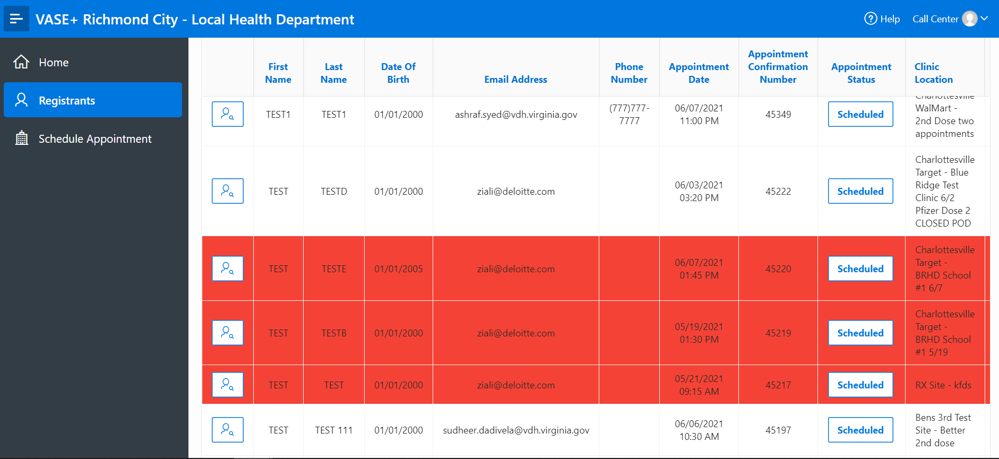 VASE+ Richmond City - Local Health Department
Help
Call Center
Home
Registrants
Schedule Appointment
First
Name
Last
Name
Date Of
Birth
Email Address
Phone
Number
Appointment
Date
Appointment
Confirmation
Number
Appointment
Status
Clinic
Location
TEST1
TEST1
01/01/2000
ashraf.syed@vdh.virginia.gov
(777)777-
7777
06/07/2021
11:00 PM
45349
Scheduled
Charlottesville
WalMart -
2nd Dose two
appointments
TEST
TESTD
01/01/2000
ziali@deloitte.com
06/03/2021
03:20 PM
45222
Scheduled
Charlottesville
Target - Blue
Ridge Test
Clinic 6/2
Pfizer Dose 2
CLOSED POD
TEST
TESTE
01/01/2005
ziali@deloitte.com
06/07/2021
01:45 PM
45220
Scheduled
Charlottesville
Target -
BRHD School
#1 6/7
TEST
TESTB
01/01/2000
ziali@deloitte.com
05/19/2021
01:30 PM
45219
Scheduled
Charlottesville
Target -
BRHD School
#1 5/19
TEST
TEST
01/01/2000
ziali@deloitte.com
05/21/2021
09:15 AM
45217
Scheduled
RX Site - kfds
TEST
TEST 111
01/01/2000
sudheer.dadivela@vdh.virginia.gov
06/06/2021
10:30 AM
45197
Scheduled
Bens 3rd Test
Site - Better
2nd dose